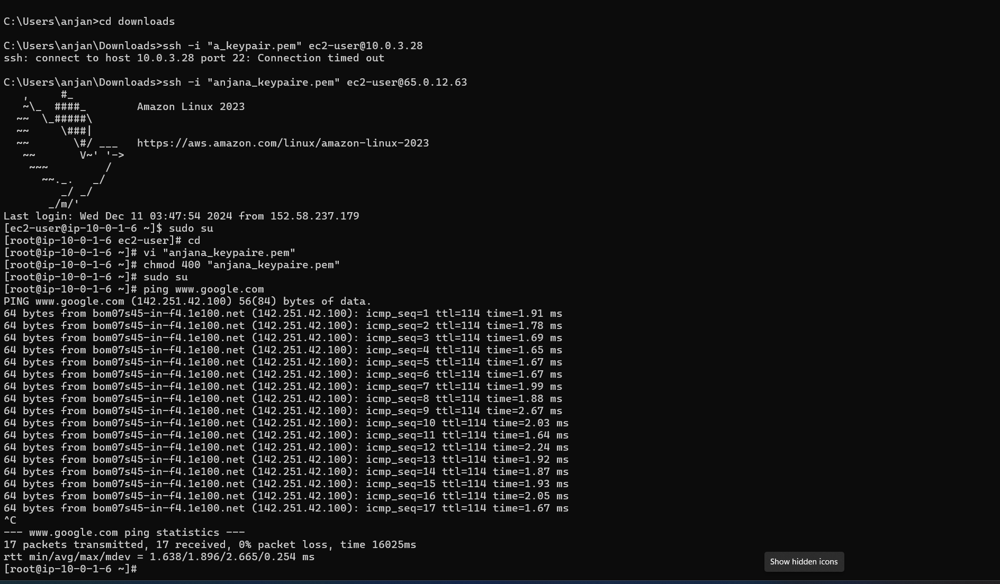 C:\Users\anjan>cd downloads
C:\Users\anjan\Downloads>ssh -i "a_keypair.pem" ec2-user@10.0.3.28
ssh: connect to host 10.0.3.28 port 22: Connection timed out
C:\Users\anjan\Downloads>ssh -i "anjana_keypaire.pem" ec2-user@65.0.12.63
   ,     #_
   ~\_  ####_        Amazon Linux 2023
  ~~  \_#####\
  ~~     \###|
  ~~       \#/ ___   https://aws.amazon.com/linux/amazon-linux-2023
   ~~       V~' '->
    ~~~         /
      ~~._.   _/
         _/ _/
       _/m/'
Last login: Wed Dec 11 03:47:54 2024 from 152.58.237.179
[ec2-user@ip-10-0-1-6 ~]$ sudo su
[root@ip-10-0-1-6 ec2-user]# cd
[root@ip-10-0-1-6 ~]# vi "anjana_keypaire.pem"
[root@ip-10-0-1-6 ~]# chmod 400 "anjana_keypaire.pem"
[root@ip-10-0-1-6 ~]# sudo su
[root@ip-10-0-1-6 ~]# ping www.google.com
PING www.google.com (142.251.42.100) 56(84) bytes of data.
64 bytes from bom07s45-in-f4.1e100.net (142.251.42.100): icmp_seq=1 ttl=114 time=1.91 ms
64 bytes from bom07s45-in-f4.1e100.net (142.251.42.100): icmp_seq=2 ttl=114 time=1.78 ms
64 bytes from bom07s45-in-f4.1e100.net (142.251.42.100): icmp_seq=3 ttl=114 time=1.69 ms
64 bytes from bom07s45-in-f4.1e100.net (142.251.42.100): icmp_seq=4 ttl=114 time=1.65 ms
64 bytes from bom07s45-in-f4.1e100.net (142.251.42.100): icmp_seq=5 ttl=114 time=1.67 ms
64 bytes from bom07s45-in-f4.1e100.net (142.251.42.100): icmp_seq=6 ttl=114 time=1.67 ms
64 bytes from bom07s45-in-f4.1e100.net (142.251.42.100): icmp_seq=7 ttl=114 time=1.99 ms
64 bytes from bom07s45-in-f4.1e100.net (142.251.42.100): icmp_seq=8 ttl=114 time=1.88 ms
64 bytes from bom07s45-in-f4.1e100.net (142.251.42.100): icmp_seq=9 ttl=114 time=2.67 ms
64 bytes from bom07s45-in-f4.1e100.net (142.251.42.100): icmp_seq=10 ttl=114 time=2.03 ms
64 bytes from bom07s45-in-f4.1e100.net (142.251.42.100): icmp_seq=11 ttl=114 time=1.64 ms
64 bytes from bom07s45-in-f4.1e100.net (142.251.42.100): icmp_seq=12 ttl=114 time=2.24 ms
64 bytes from bom07s45-in-f4.1e100.net (142.251.42.100): icmp_seq=13 ttl=114 time=1.92 ms
64 bytes from bom07s45-in-f4.1e100.net (142.251.42.100): icmp_seq=14 ttl=114 time=1.87 ms
64 bytes from bom07s45-in-f4.1e100.net (142.251.42.100): icmp_seq=15 ttl=114 time=1.93 ms
64 bytes from bom07s45-in-f4.1e100.net (142.251.42.100): icmp_seq=16 ttl=114 time=2.05 ms
64 bytes from bom07s45-in-f4.1e100.net (142.251.42.100): icmp_seq=17 ttl=114 time=1.67 ms
^C
--- www.google.com ping statistics ---
17 packets transmitted, 17 received, 0% packet loss, time 16025ms
rtt min/avg/max/mdev = 1.638/1.896/2.665/0.254 ms
[root@ip-10-0-1-6 ~]#
Show hidden icons